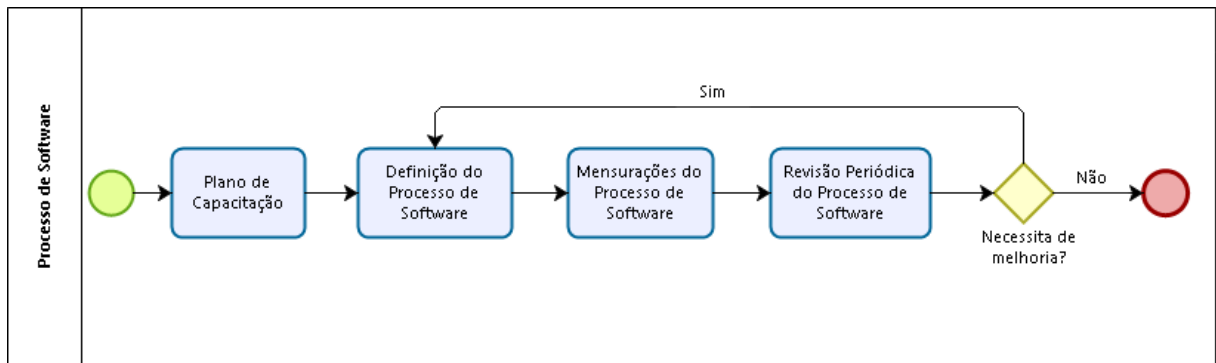 Processo de Software
Sim
Plano de
Capacitação
Definição do
Processo de
Software
Mensurações do
Processo de
Software
Revisão Periódica
do Processo de
Software
Não
Necessita de
melhoria?